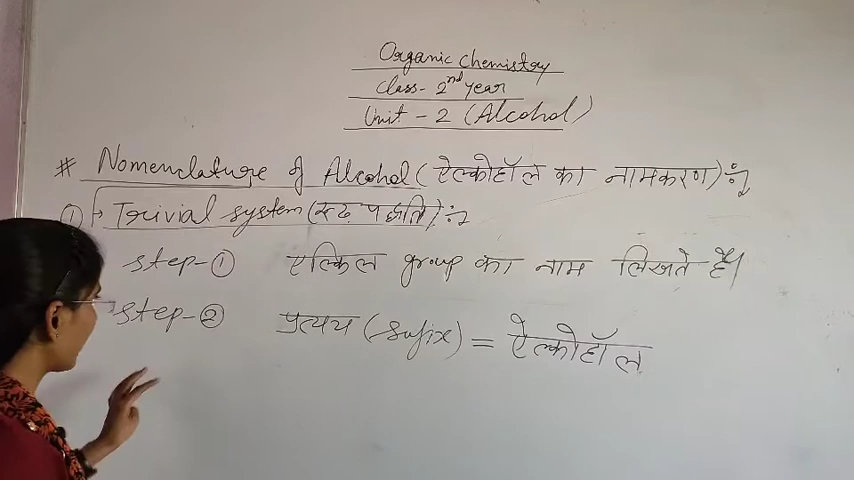 Organic chemistry
class- 2nd year
Unit - 2 (Alcohol)
# Nomenclature of Alcohol (ऐल्कोहॉल का नामकरण) :-
① Trivial system (रूढ़ पद्धति) :-
step-① एल्किल group का नाम लिखते है।
step-② प्रत्यय (sufix) = ऐल्कोहॉल